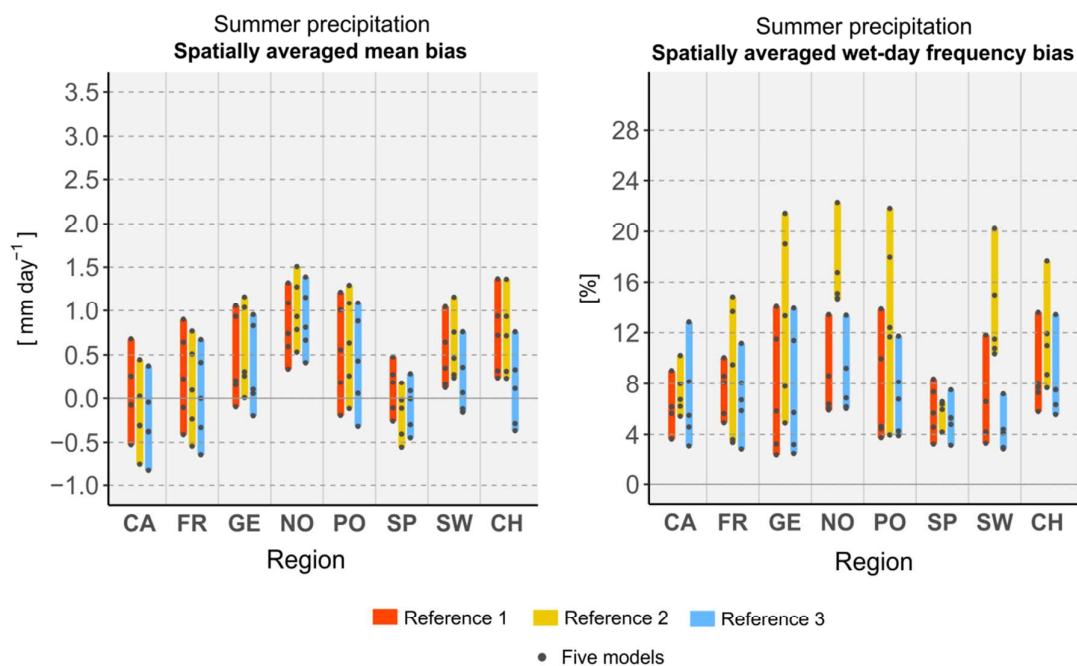 Summer precipitation
Spatially averaged mean bias
3.5
3.0
2.5
2.0
1.5
1.0
0.5
0.0
−0.5
−1.0
[ mm day−1 ]
CA FR GE NO PO SP SW CH
Region
Summer precipitation
Spatially averaged wet-day frequency bias
28
24
20
16
12
8
4
0
[%]
CA FR GE NO PO SP SW CH
Region
Reference 1 Reference 2 Reference 3
Five models